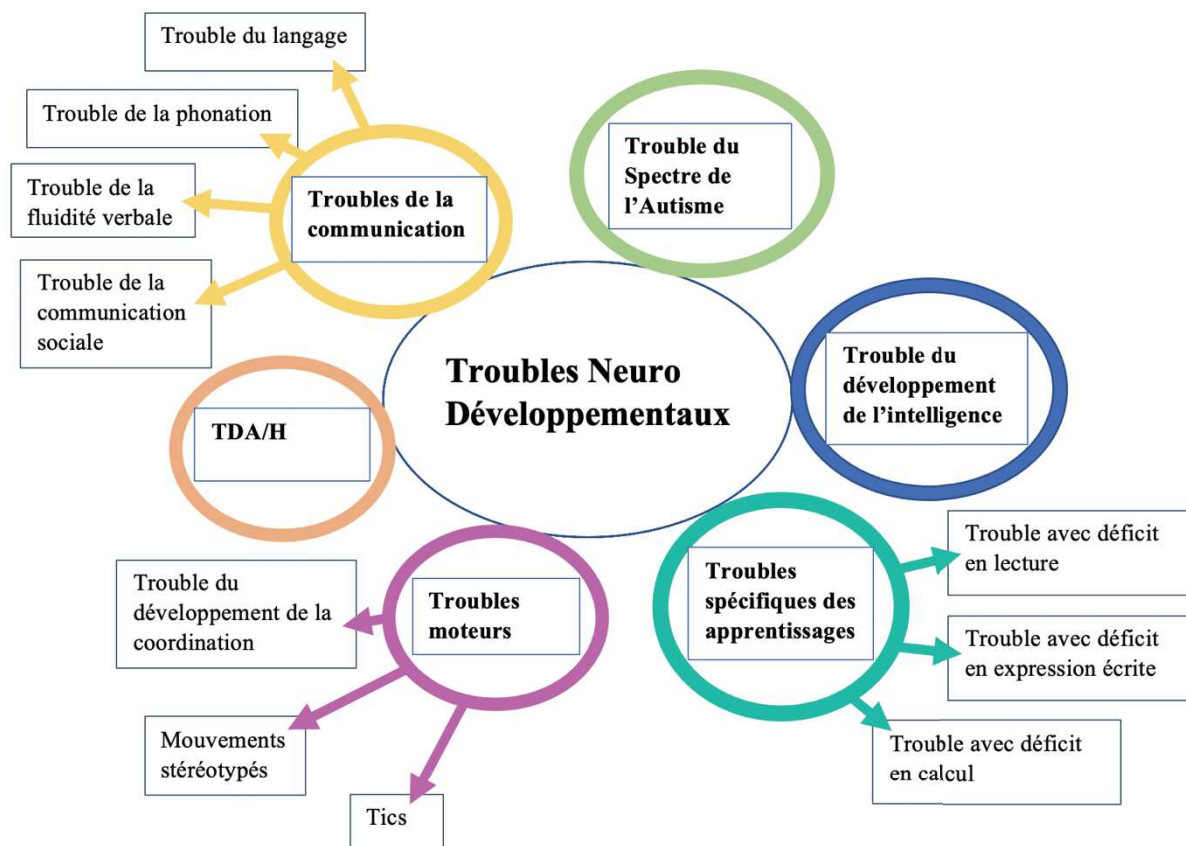 Trouble du langage
Trouble de la phonation
Trouble de la
fluidité verbale
Trouble de la
communication
sociale
Troubles de la
communication
Trouble du
Spectre de
l’Autisme
Troubles Neuro
Développementaux
Trouble du
développement
de l’intelligence
TDA/H
Trouble du
développement de la
coordination
Mouvements
stéréotypés
Tics
Troubles
moteurs
Troubles
spécifiques des
apprentissages
Trouble avec déficit
en lecture
Trouble avec déficit
en expression écrite
Trouble avec déficit
en calcul